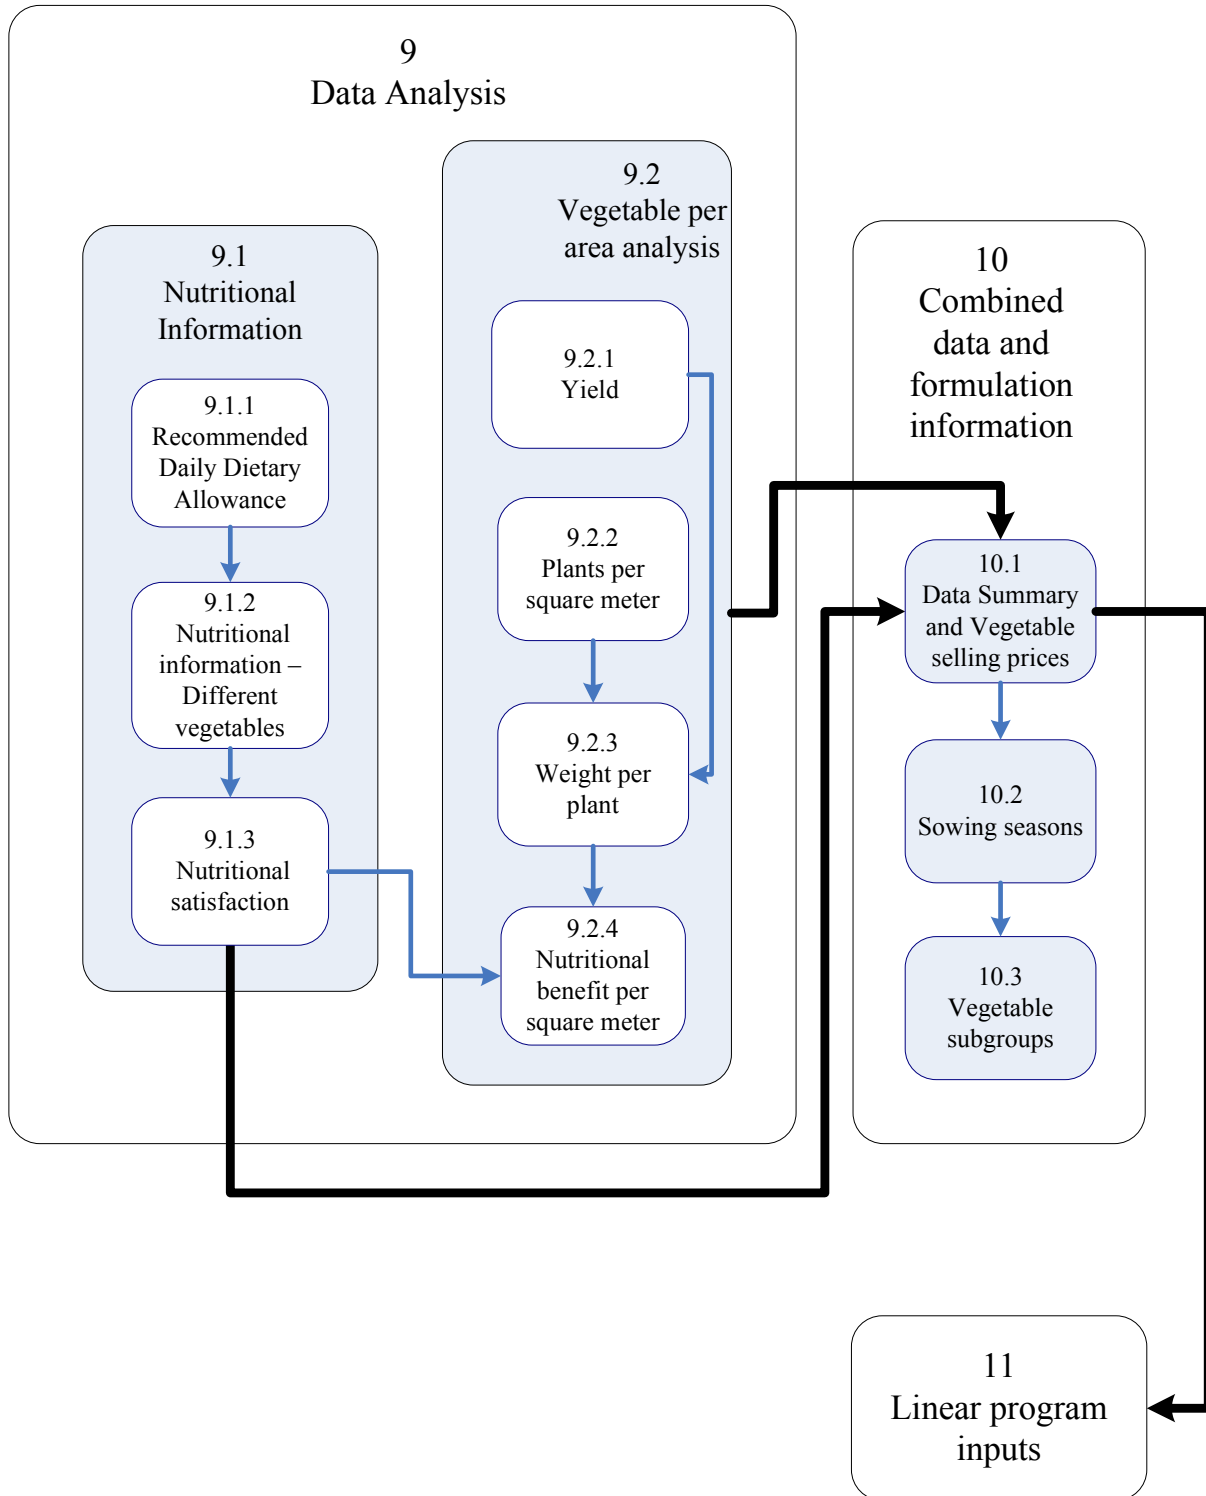 9
Data Analysis
9.1
Nutritional
Information
9.1.1
Recommended
Daily Dietary
Allowance
9.1.2
Nutritional
information –
Different
vegetables
9.1.3
Nutritional
satisfaction
9.2
Vegetable per
area analysis
9.2.1
Yield
9.2.2
Plants per
square meter
9.2.3
Weight per
plant
9.2.4
Nutritional
benefit per
square meter
10
Combined
data and
formulation
information
10.1
Data Summary
and Vegetable
selling prices
10.2
Sowing seasons
10.3
Vegetable
subgroups
11
Linear program
inputs